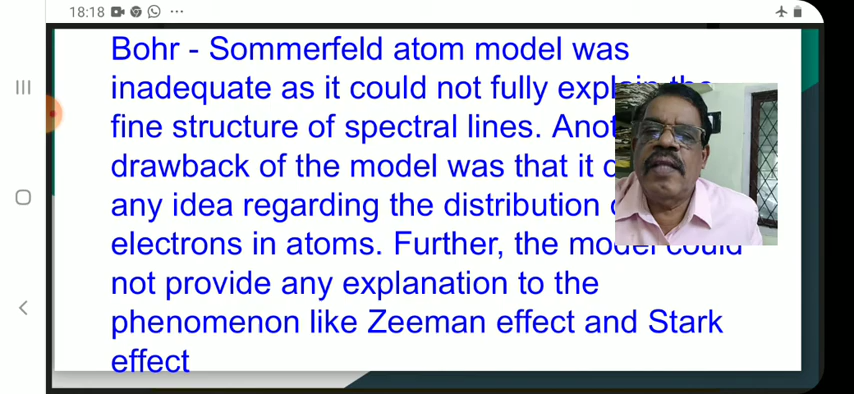 18:18
Bohr - Sommerfeld atom model was
inadequate as it could not fully explain the
fine structure of spectral lines.
drawback of the model was that it
any idea regarding the distribution
electrons in atoms. Further, the model could
not provide any explanation to the
phenomenon like Zeeman effect and Stark
effect